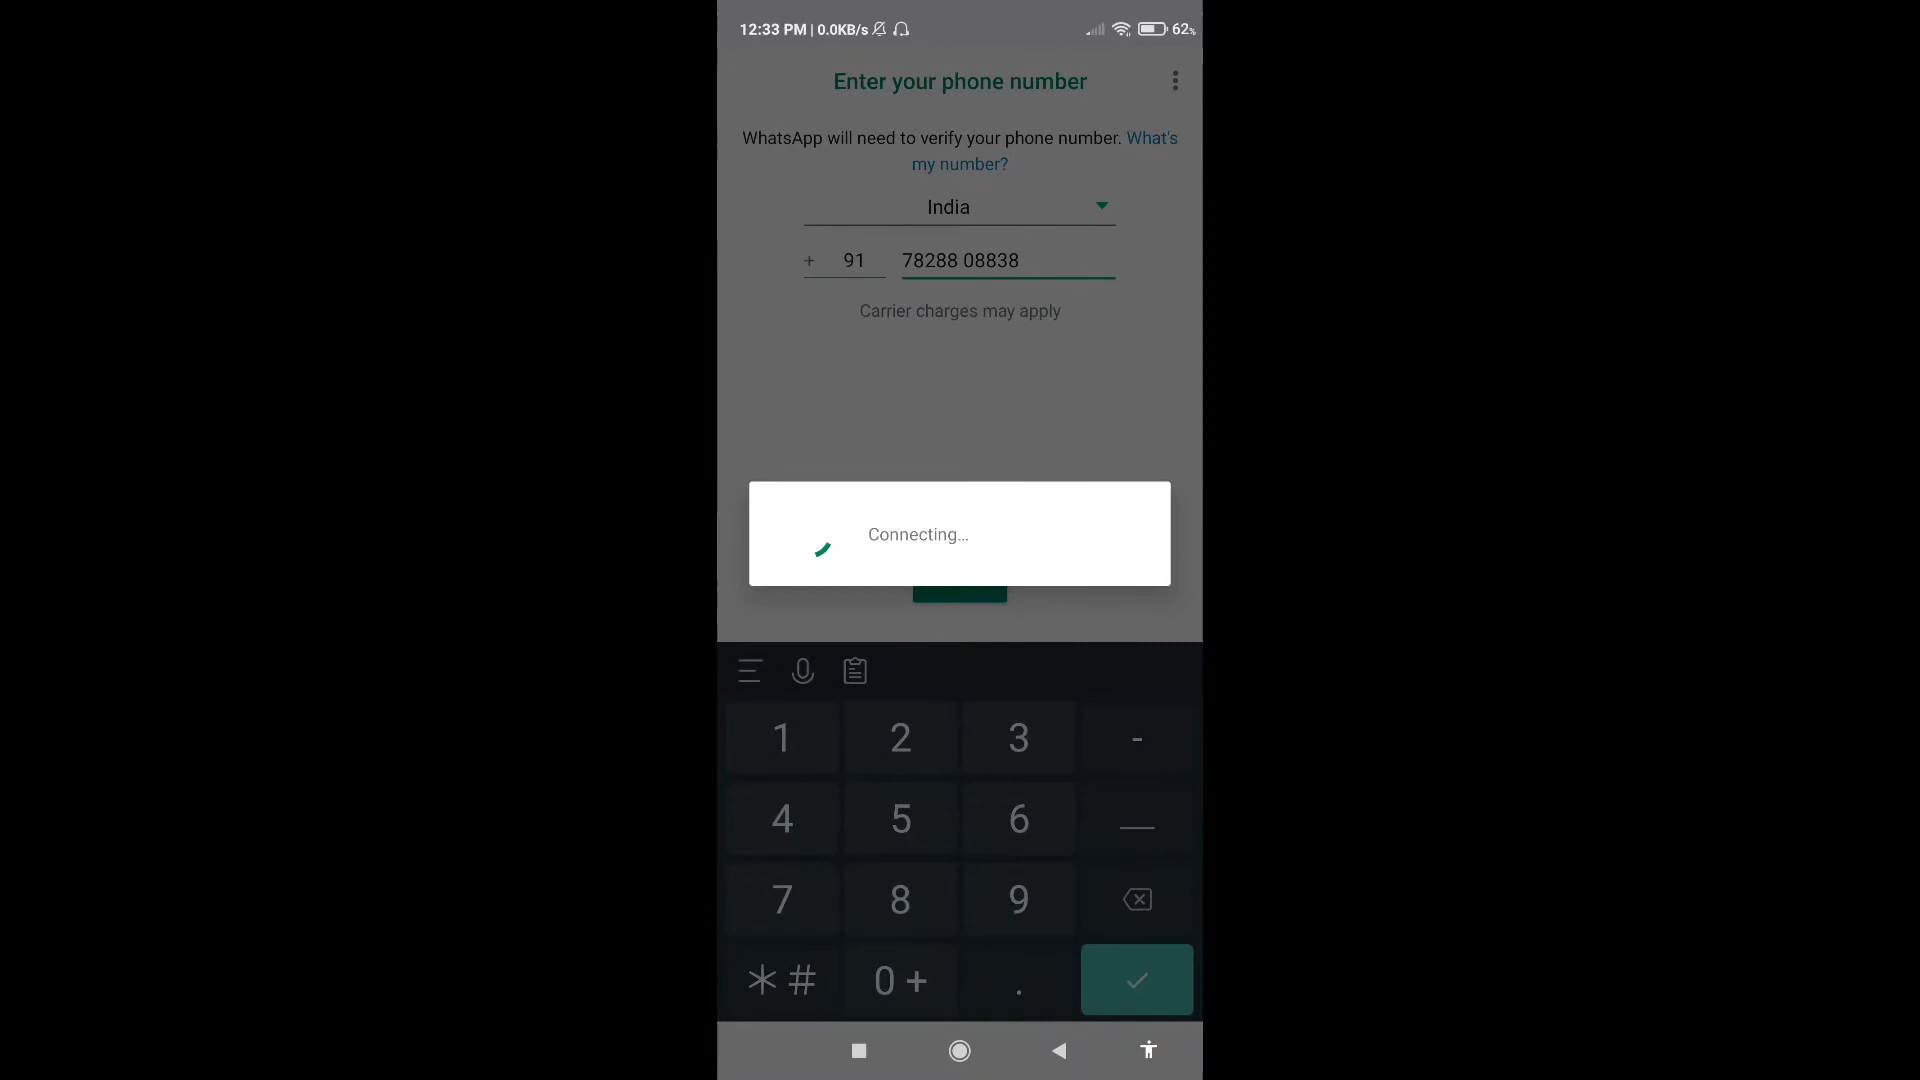 12:33 PM | 0.0KB/s 62%
Enter your phone number
WhatsApp will need to verify your phone number. What's
my number?
India
+ 91 78288 08838
Carrier charges may apply
Connecting...
1 2 3 -
4 5 6
7 8 9
*# 0 + .